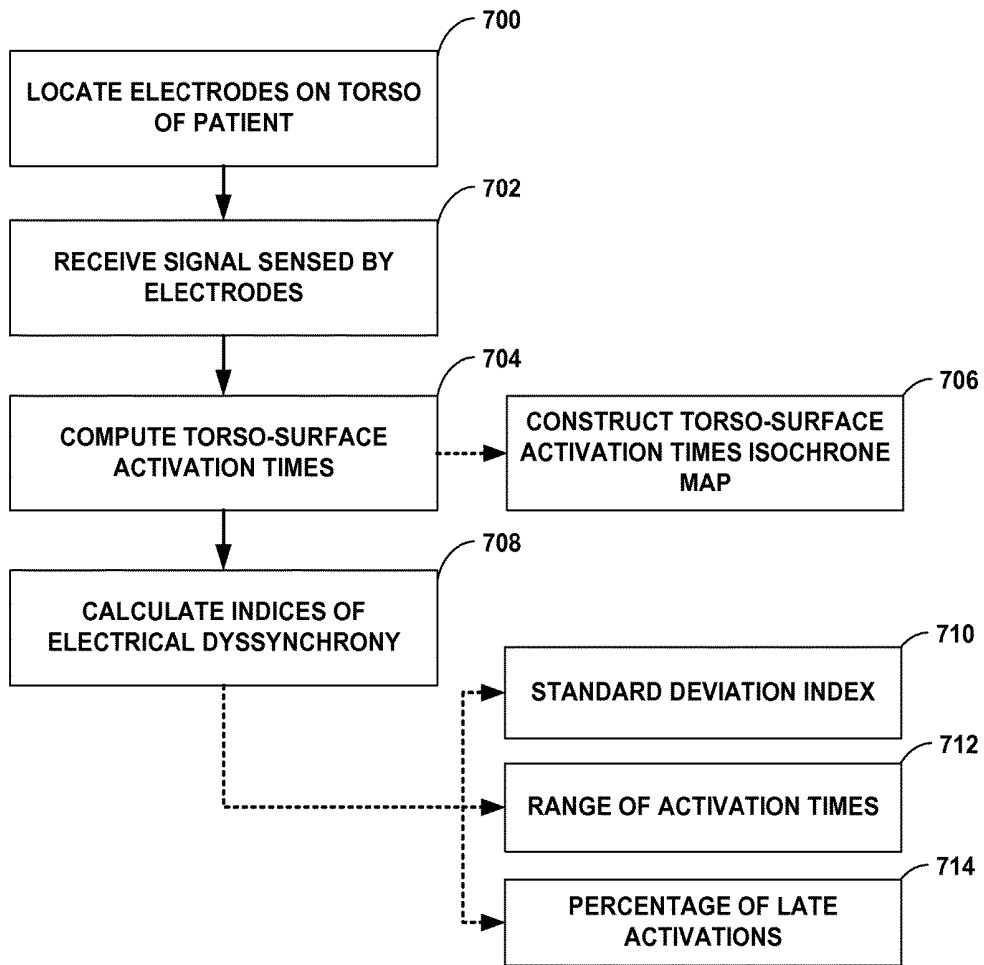 700
LOCATE ELECTRODES ON TORSO
OF PATIENT
702
RECEIVE SIGNAL SENSED BY
ELECTRODES
704
COMPUTE TORSO-SURFACE
ACTIVATION TIMES
706
CONSTRUCT TORSO-SURFACE
ACTIVATION TIMES ISOCHRONE
MAP
708
CALCULATE INDICES OF
ELECTRICAL DYSSYNCHRONY
710
STANDARD DEVIATION INDEX
712
RANGE OF ACTIVATION TIMES
714
PERCENTAGE OF LATE
ACTIVATIONS